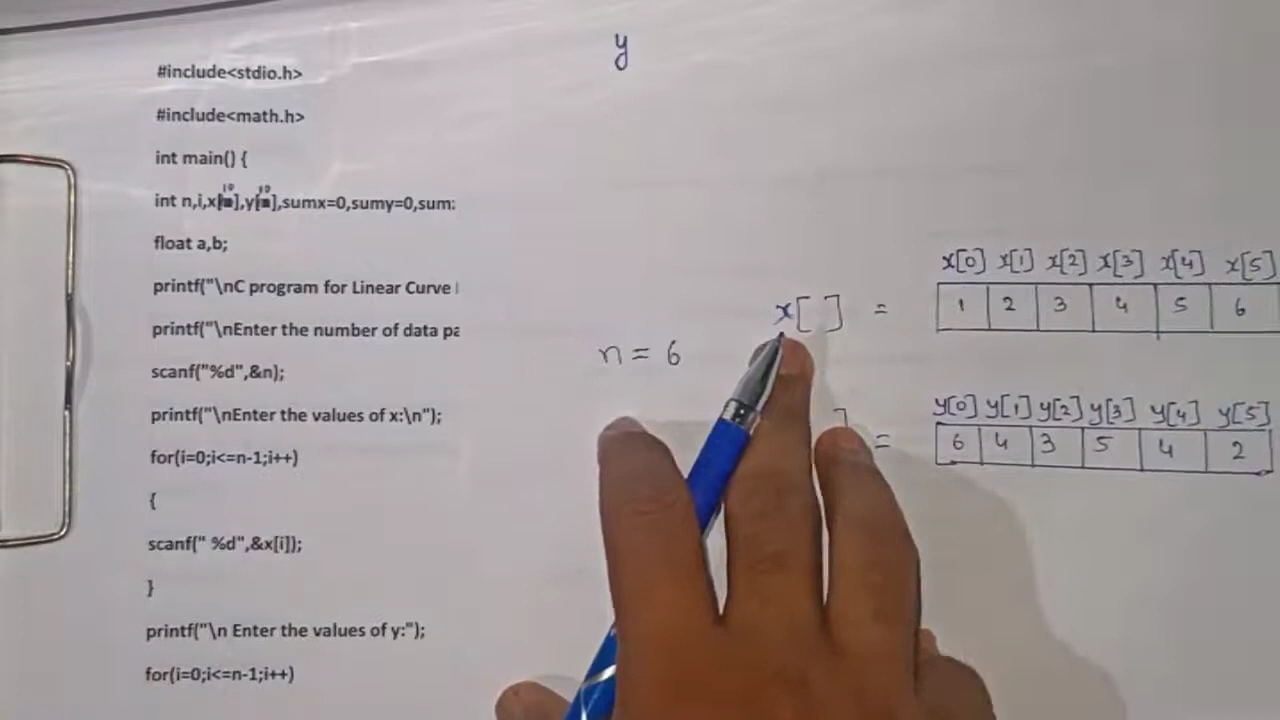 y
#include<stdio.h>
#include<math.h>
int main() {
int n,i,x[10],y[10],sumx=0,sumy=0,sum
float a,b;
printf("\nC program for Linear Curve
printf("\nEnter the number of data pa
scanf("%d",&n);
printf("\nEnter the values of x:\n");
for(i=0;i<=n-1;i++)
{
scanf(" %d",&x[i]);
}
printf("\n Enter the values of y:");
for(i=0;i<=n-1;i++)
n = 6
x[ ] =
x[0] x[1] x[2] x[3] x[4] x[5]
1 2 3 4 5 6
] =
y[0] y[1] y[2] y[3] y[4] y[5]
6 4 3 5 4 2